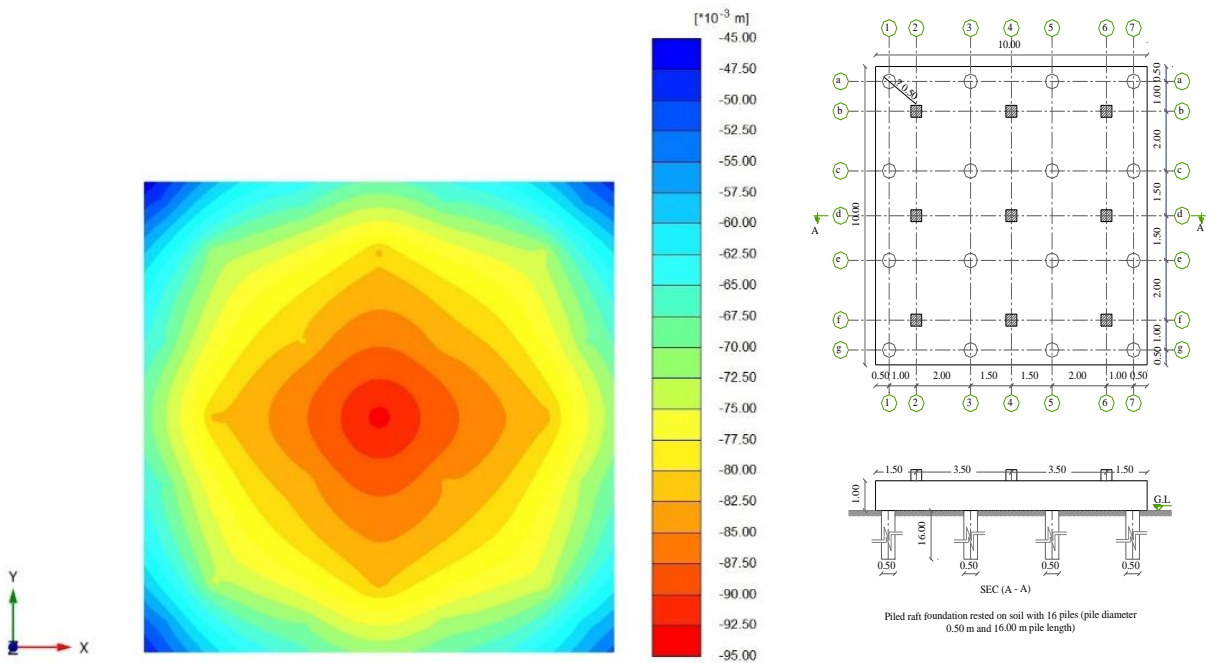 [*10⁻³ m]
-45.00
-47.50
-50.00
-52.50
-55.00
-57.50
-60.00
-62.50
-65.00
-67.50
-70.00
-72.50
-75.00
-77.50
-80.00
-82.50
-85.00
-87.50
-90.00
-92.50
-95.00
Y
Z
X
1 2 3 4 5 6 7
10.00
a a
0.50
? 0.50
1.00
b b
2.00
c c
1.50
10.00
d d
A A
1.50
e e
2.00
f f
1.00
g g
0.50
0.50 1.00 2.00 1.50 1.50 2.00 1.00 0.50
1 2 3 4 5 6 7
1.50 3.50 3.50 1.50
1.00
G.L
16.00
0.50 0.50 0.50 0.50
SEC (A - A)
Piled raft foundation rested on soil with 16 piles (pile diameter
0.50 m and 16.00 m pile length)